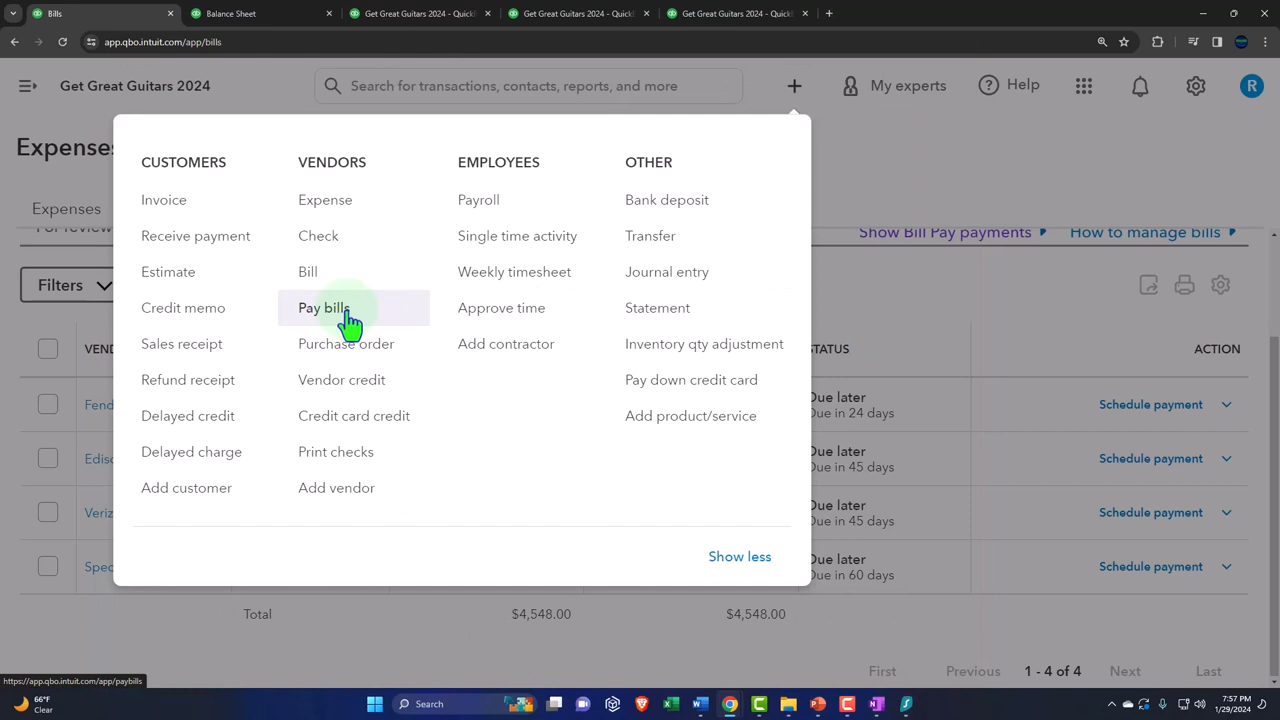 Bills
Balance Sheet
Get Great Guitars 2024 - Quick
Get Great Guitars 2024 - Quick
Get Great Guitars 2024 - Quick
app.qbo.intuit.com/app/bills
Get Great Guitars 2024
Search for transactions, contacts, reports, and more
My experts
Help
R
Expenses
Expenses
For review
Show Bill Pay payments
How to manage bills
Filters
CUSTOMERS
Invoice
Receive payment
Estimate
Credit memo
Sales receipt
Refund receipt
Delayed credit
Delayed charge
Add customer
VENDORS
Expense
Check
Bill
Pay bills
Purchase order
Vendor credit
Credit card credit
Print checks
Add vendor
EMPLOYEES
Payroll
Single time activity
Weekly timesheet
Approve time
Add contractor
OTHER
Bank deposit
Transfer
Journal entry
Statement
Inventory qty adjustment
Pay down credit card
Add product/service
Show less
VEND STATUS ACTION
Fend Due later Schedule payment
Due in 24 days
Edis Due later Schedule payment
Due in 45 days
Veriz Due later Schedule payment
Due in 45 days
Spec Due later Schedule payment
Due in 60 days
Total $4,548.00 $4,548.00
First Previous 1 - 4 of 4 Next Last
https://app.qbo.intuit.com/app/paybills
66°F
Clear
Search
7:57 PM
1/29/2024